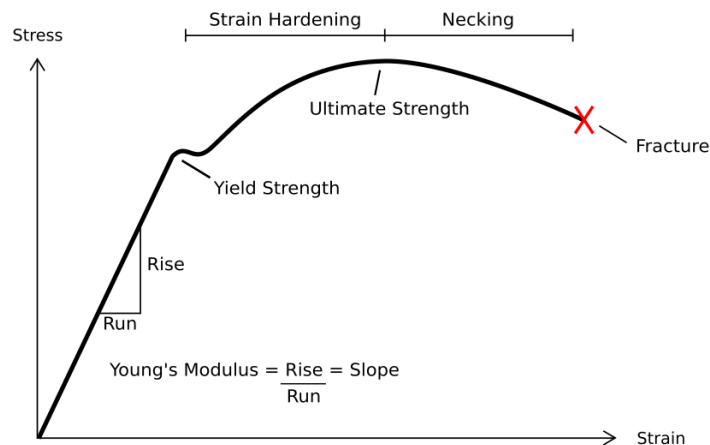 Strain Hardening
Necking
Stress
Ultimate Strength
Fracture
Yield Strength
Rise
Run
Young's Modulus = Rise = Slope
Run
Strain